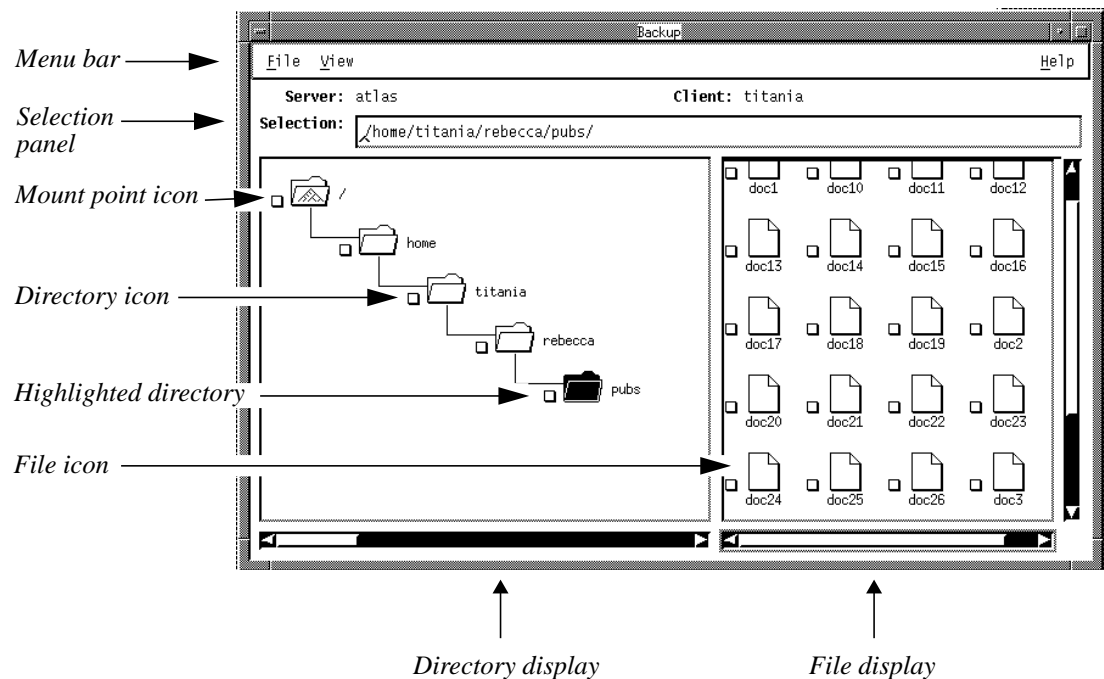 Backup
Menu bar
File View Help
Server: atlas Client: titania
Selection panel
Selection: /home/titania/rebecca/pubs/
Mount point icon
/
home
Directory icon
titania
rebecca
Highlighted directory
pubs
File icon
doc1 doc10 doc11 doc12
doc13 doc14 doc15 doc16
doc17 doc18 doc19 doc2
doc20 doc21 doc22 doc23
doc24 doc25 doc26 doc3
Directory display
File display